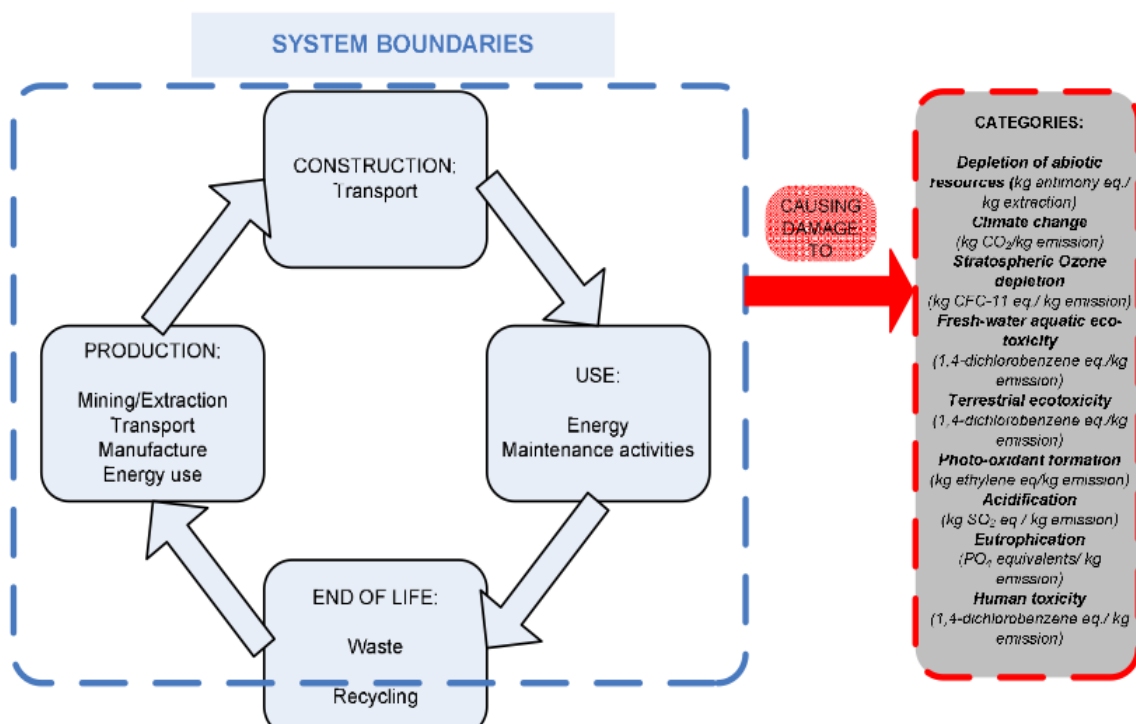 SYSTEM BOUNDARIES
CONSTRUCTION:
Transport
PRODUCTION:
Mining/Extraction
Transport
Manufacture
Energy use
USE:
Energy
Maintenance activities
END OF LIFE:
Waste
Recycling
CAUSING
DAMAGE
TO
CATEGORIES:
Depletion of abiotic
resources (kg antimony eq./
kg extraction)
Climate change
(kg CO₂/kg emission)
Stratospheric Ozone
depletion
(kg CFC-11 eq./ kg emission)
Fresh-water aquatic eco-
toxicity
(1,4-dichlorobenzene eq./kg
emission)
Terrestrial ecotoxicity
(1,4-dichlorobenzene eq./kg
emission)
Photo-oxidant formation
(kg ethylene eq/kg emission)
Acidification
(kg SO₂ eq / kg emission)
Eutrophication
(PO₄ equivalents/ kg
emission)
Human toxicity
(1,4-dichlorobenzene eq./ kg
emission)